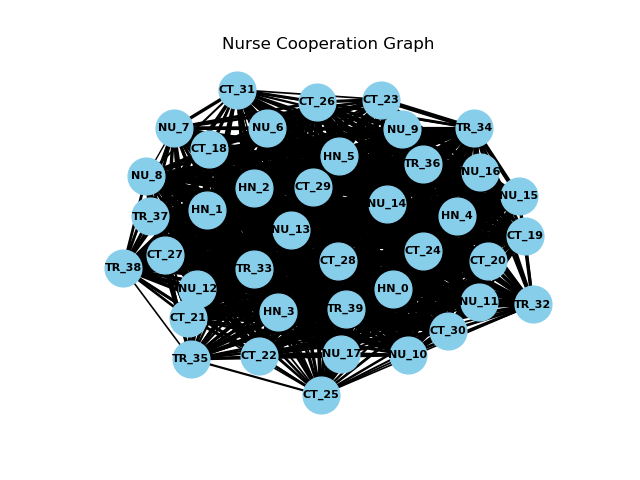 Nurse Cooperation Graph
CT_31
CT_26
CT_23
NU_7
NU_6
NU_9
TR_34
CT_18
HN_5
TR_36
NU_16
NU_8
HN_2
CT_29
NU_15
NU_14
HN_1
TR_37
HN_4
NU_13
CT_19
CT_27
CT_24
CT_28
CT_20
TR_38
TR_33
NU_12
HN_0
NU_11
TR_32
HN_3
TR_39
CT_21
CT_30
TR_35
CT_22
NU_17
NU_10
CT_25